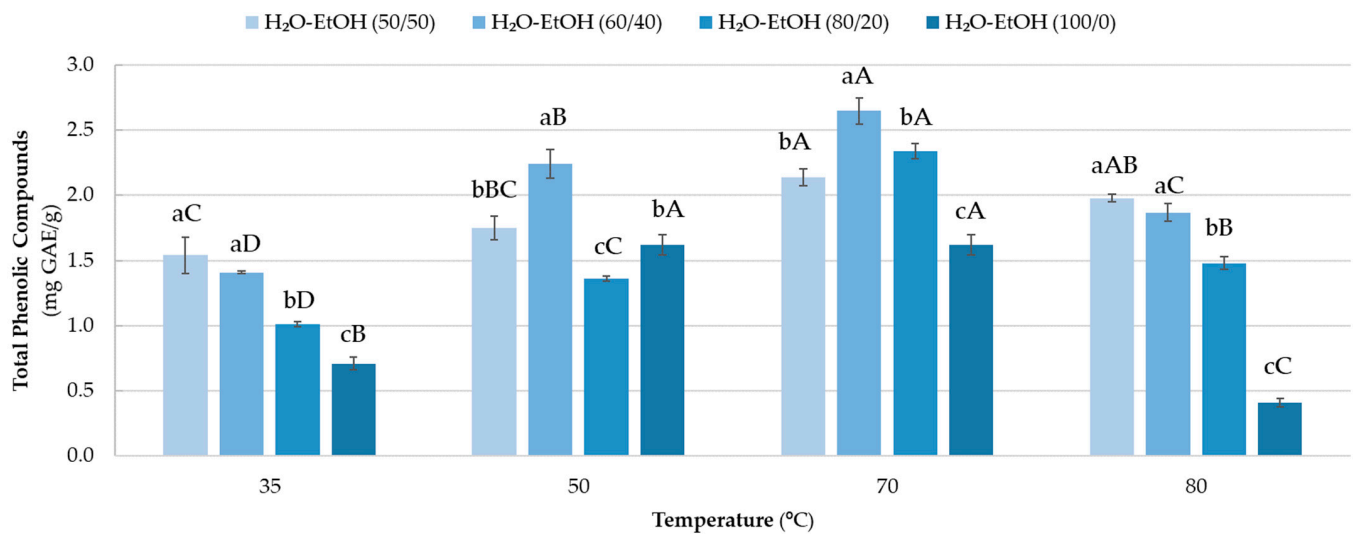 H₂O-EtOH (50/50) H₂O-EtOH (60/40) H₂O-EtOH (80/20) H₂O-EtOH (100/0)
Total Phenolic Compounds
(mg GAE/g)
3.0
2.5
2.0
1.5
1.0
0.5
0.0
aC aD bD cB
bBC aB cC bA
bA aA bA cA
aAB aC bB cC
35 50 70 80
Temperature (°C)